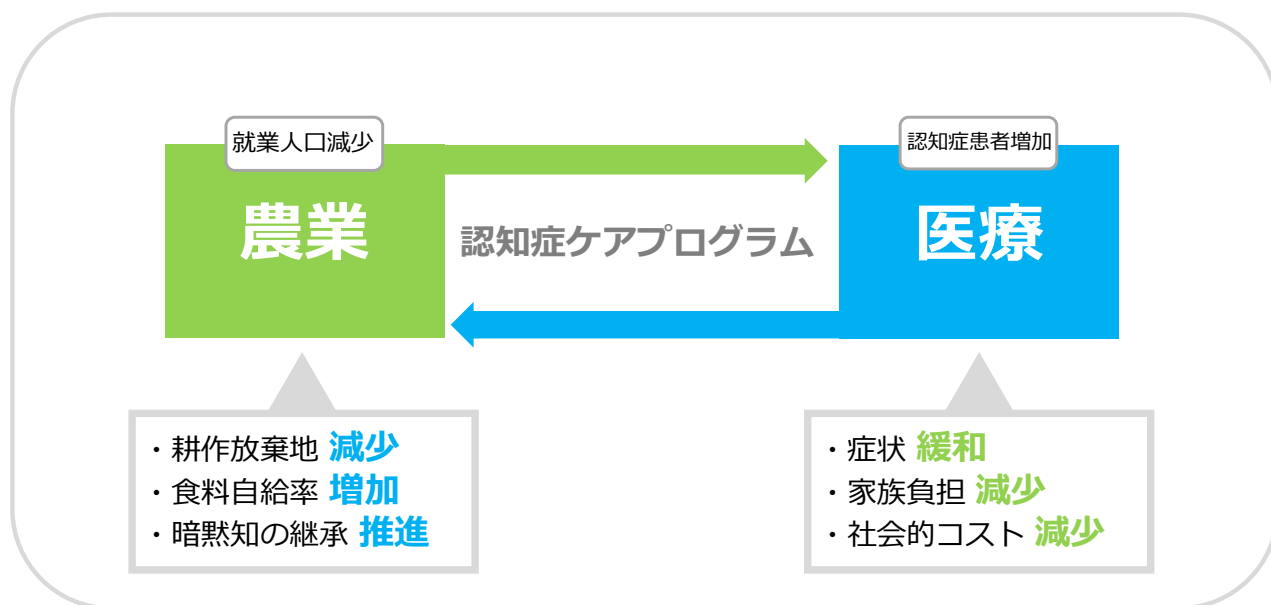 就業人口減少
農業
認知症ケアプログラム
認知症患者増加
医療
・耕作放棄地 減少
・食料自給率 増加
・暗黙知の継承 推進
・症状 緩和
・家族負担 減少
・社会的コスト 減少